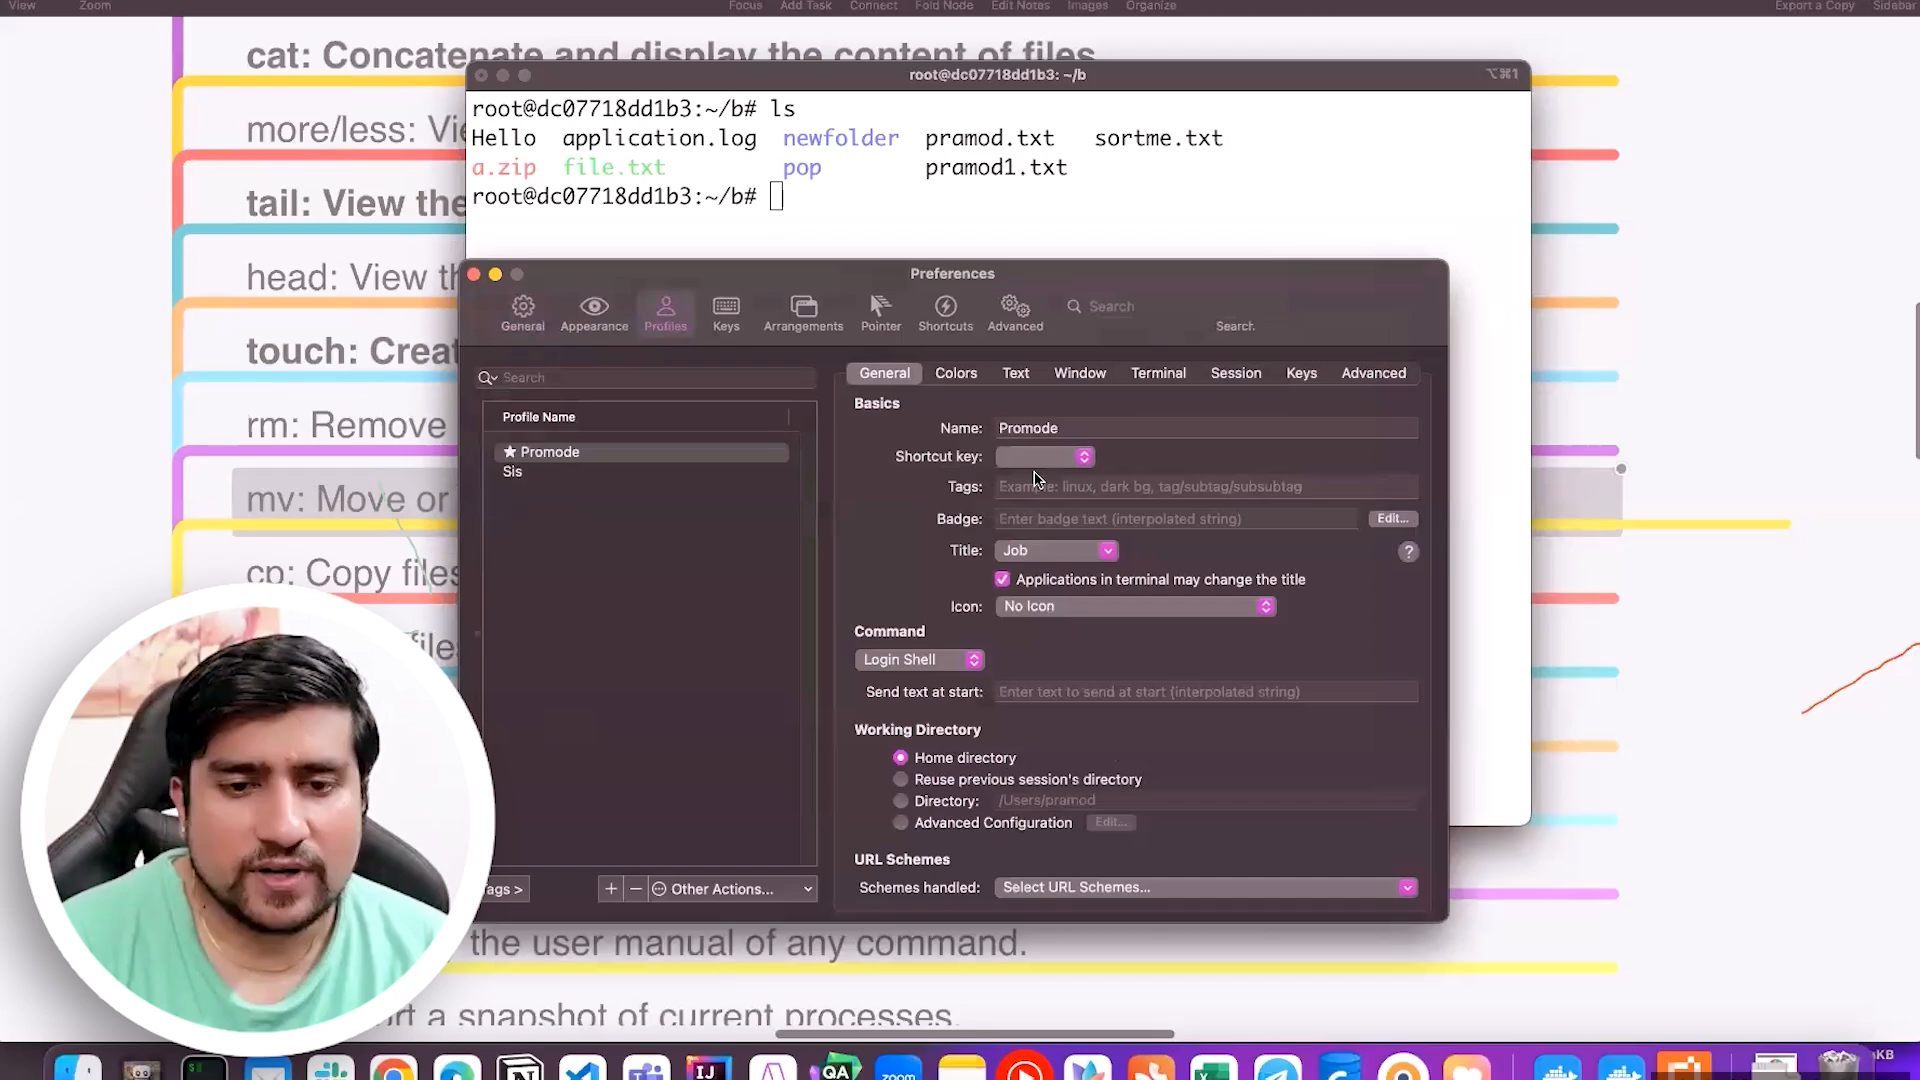 View Zoom Focus Add Task Connect Fold Node Edit Notes Images Organize Export a Copy Sidebar
cat: Concatenate and display the content of files
root@dc07718dd1b3: ~/b ⌥⌘1
root@dc07718dd1b3:~/b# ls
Hello application.log newfolder pramod.txt sortme.txt
a.zip file.txt pop pramod1.txt
root@dc07718dd1b3:~/b#
more/less:
tail: View the
head: View
touch:
rm: Remove
mv: Move or
cp: Copy files
Preferences
General Appearance Profiles Keys Arrangements Pointer Shortcuts Advanced Search
Search
Search
Profile Name
★ Promode
Sis
General Colors Text Window Terminal Session Keys Advanced
Basics
Name: Promode
Shortcut key:
Tags: Example: linux, dark bg, tag/subtag/subsubtag
Badge: Enter badge text (interpolated string) Edit...
Title: Job ?
Applications in terminal may change the title
Icon: No Icon
Command
Login Shell
Send text at start: Enter text to send at start (interpolated string)
Working Directory
Home directory
Reuse previous session's directory
Directory: /Users/pramod
Advanced Configuration Edit...
URL Schemes
Schemes handled: Select URL Schemes...
+ − Other Actions...
the user manual of any command.
a snapshot of current processes.
IJ QA zoom
KB